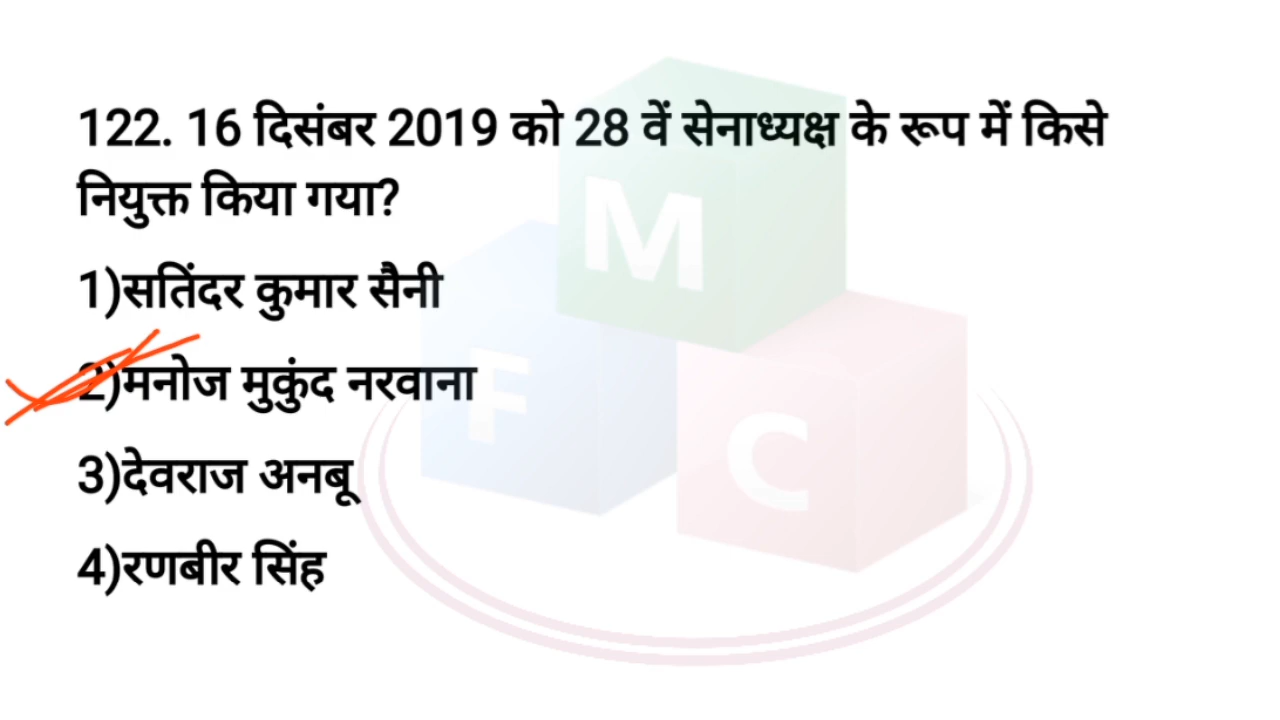 122. 16 दिसंबर 2019 को 28 वें सेनाध्यक्ष के रूप में किसे
नियुक्त किया गया?
1)सतिंदर कुमार सैनी
2)मनोज मुकुंद नरवाना
3)देवराज अनबू
4)रणबीर सिंह
M
F
C